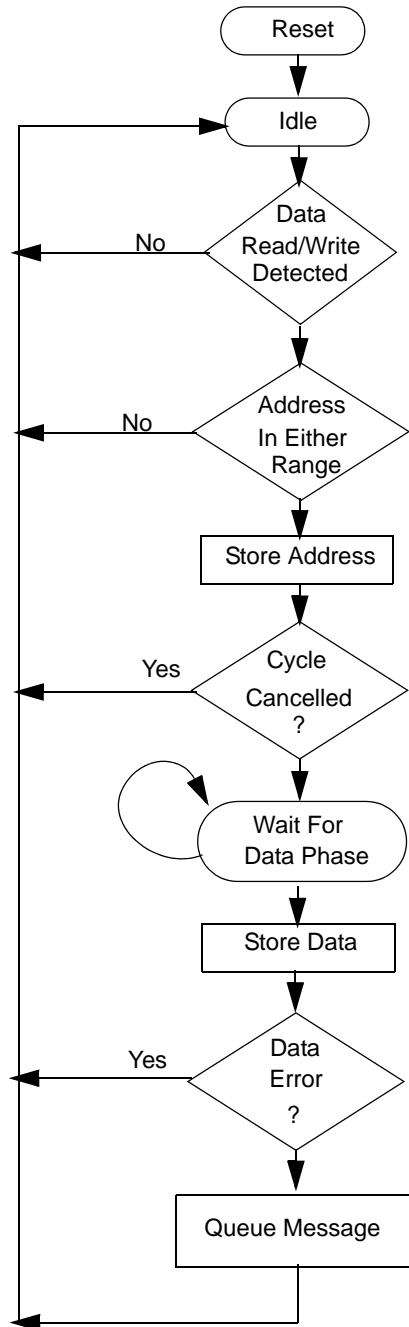 Reset
Idle
Data
Read/Write
Detected
No
Address
In Either
Range
No
Store Address
Cycle
Cancelled
?
Yes
Wait For
Data Phase
Store Data
Data
Error
?
Yes
Queue Message